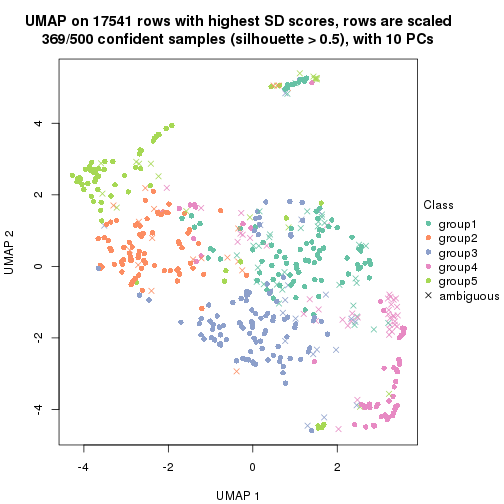 UMAP on 17541 rows with highest SD scores, rows are scaled
369/500 confident samples (silhouette > 0.5), with 10 PCs
4
2
0
-2
-4
UMAP 2
-4
-2
0
2
UMAP 1
Class
group1
group2
group3
group4
group5
ambiguous